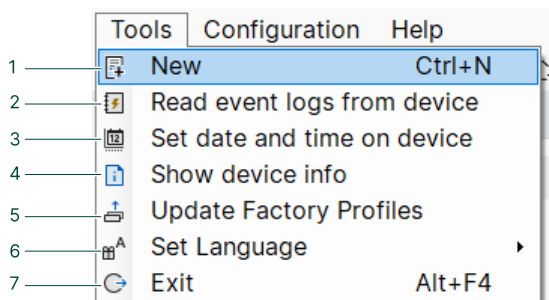 Tools Configuration Help
1 New Ctrl+N
2 Read event logs from device
3 Set date and time on device
4 Show device info
5 Update Factory Profiles
6 Set Language
7 Exit Alt+F4